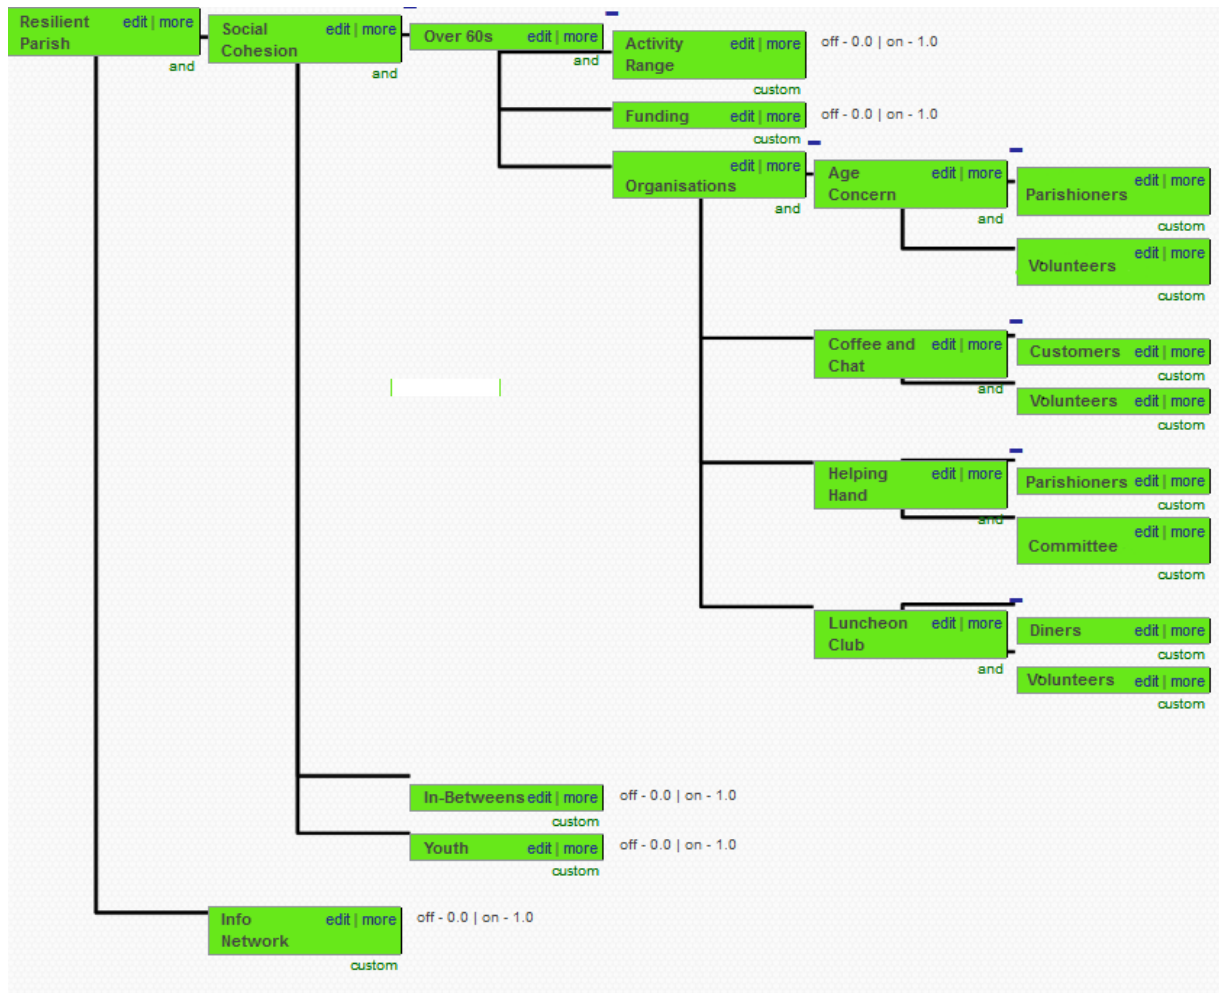 Resilient Parish edit | more
and
Social Cohesion edit | more
and
Over 60s edit | more
and
Activity Range edit | more
custom
off - 0.0 | on - 1.0
Funding edit | more
custom
off - 0.0 | on - 1.0
Organisations edit | more
and
Age Concern edit | more
and
Parishioners edit | more
custom
Volunteers edit | more
custom
Coffee and Chat edit | more
and
Customers edit | more
custom
Volunteers edit | more
custom
Helping Hand edit | more
and
Parishioners edit | more
custom
Committee edit | more
custom
Luncheon Club edit | more
and
Diners edit | more
custom
Volunteers edit | more
custom
In-Betweens edit | more
custom
off - 0.0 | on - 1.0
Youth edit | more
custom
off - 0.0 | on - 1.0
Info Network edit | more
custom
off - 0.0 | on - 1.0